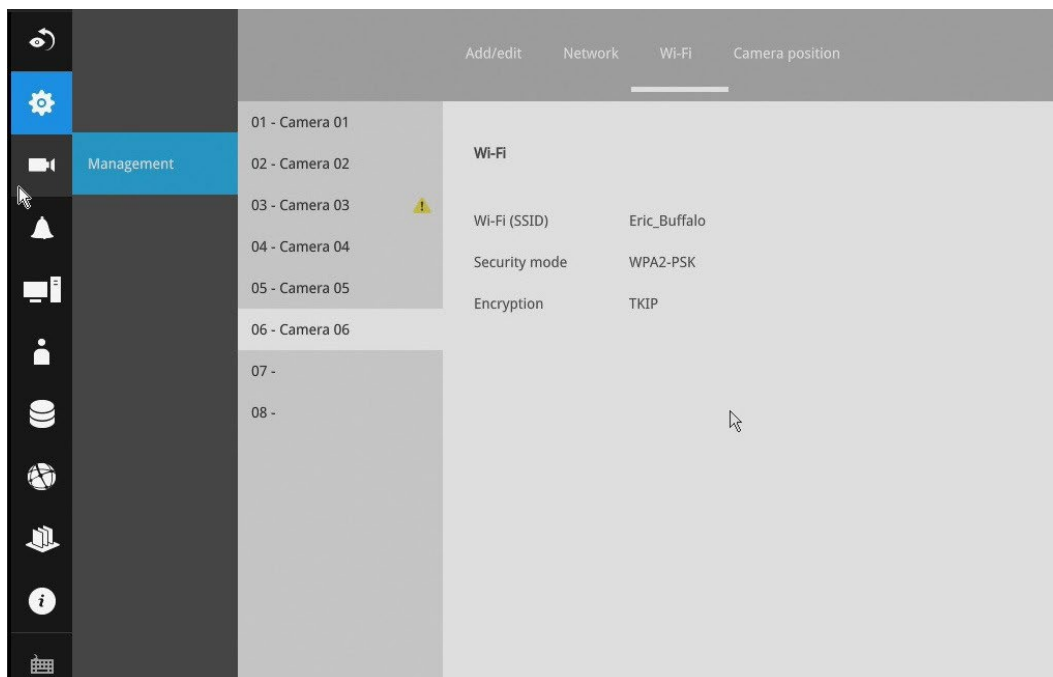 Add/edit Network Wi-Fi Camera position
Management
01 - Camera 01
02 - Camera 02
03 - Camera 03
04 - Camera 04
05 - Camera 05
06 - Camera 06
07 -
08 -
Wi-Fi
Wi-Fi (SSID) Eric_Buffalo
Security mode WPA2-PSK
Encryption TKIP